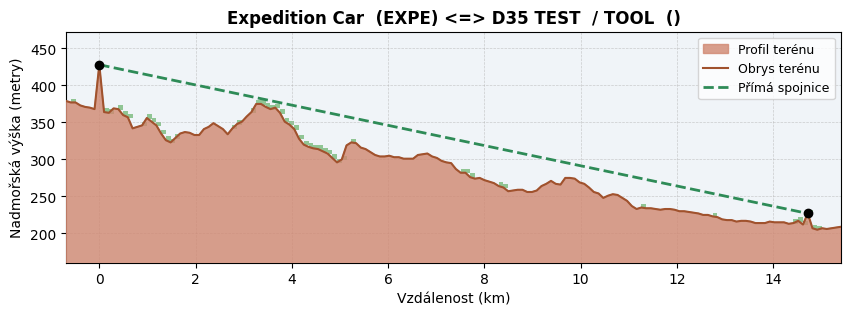 Expedition Car  (EXPE) <=> D35 TEST  / TOOL  ()
Nadmořská výška (metry)
450
400
350
300
250
200
Profil terénu
Obrys terénu
Přímá spojnice
0 2 4 6 8 10 12 14
Vzdálenost (km)